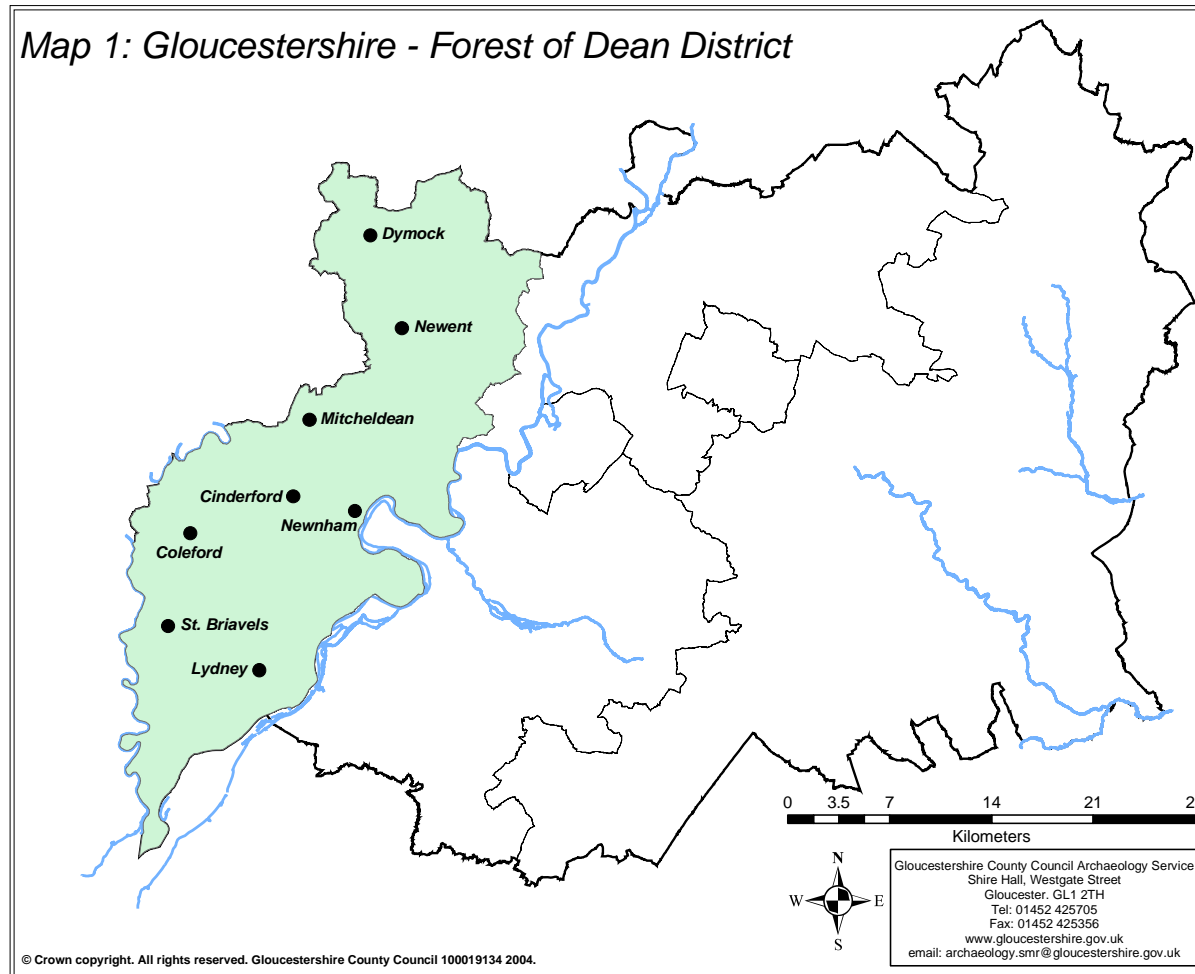 Map 1: Gloucestershire - Forest of Dean District
Dymock
Newent
Mitcheldean
Cinderford
Newnham
Coleford
St. Briavels
Lydney
0 3.5 7 14 21 2
Kilometers
N
W E
S
Gloucestershire County Council Archaeology Service
Shire Hall, Westgate Street
Gloucester. GL1 2TH
Tel: 01452 425705
Fax: 01452 425356
www.gloucestershire.gov.uk
email: archaeology.smr@gloucestershire.gov.uk
© Crown copyright. All rights reserved. Gloucestershire County Council 100019134 2004.